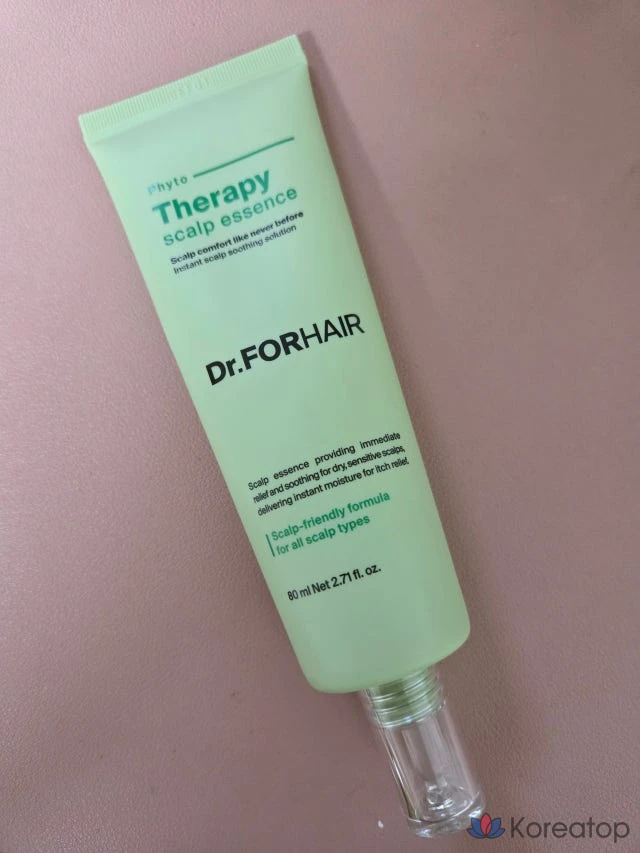 Phyto
Therapy
scalp essence
Scalp comfort like never before
Instant scalp soothing solution
Dr.FORHAIR
Scalp essence providing immediate
relief and soothing for dry, sensitive scalps,
delivering instant moisture for itch relief.
Scalp-friendly formula
for all scalp types
80 ml Net 2.71 fl. oz.
Koreatop